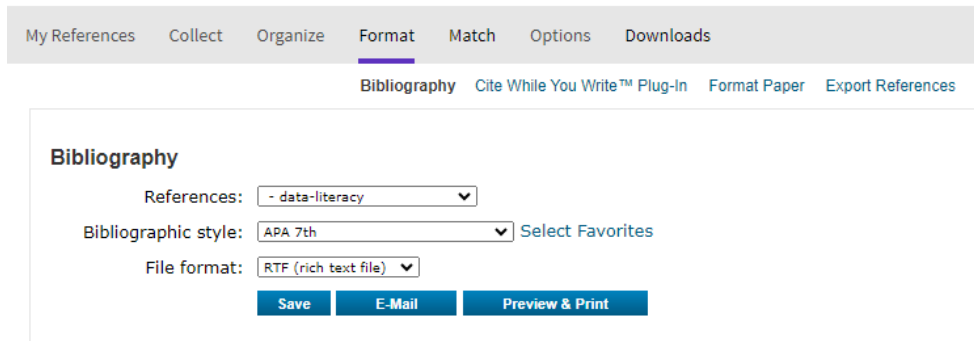 My References Collect Organize Format Match Options Downloads
Bibliography Cite While You Write™ Plug-In Format Paper Export References
Bibliography
References: - data-literacy
Bibliographic style: APA 7th Select Favorites
File format: RTF (rich text file)
Save E-Mail Preview & Print